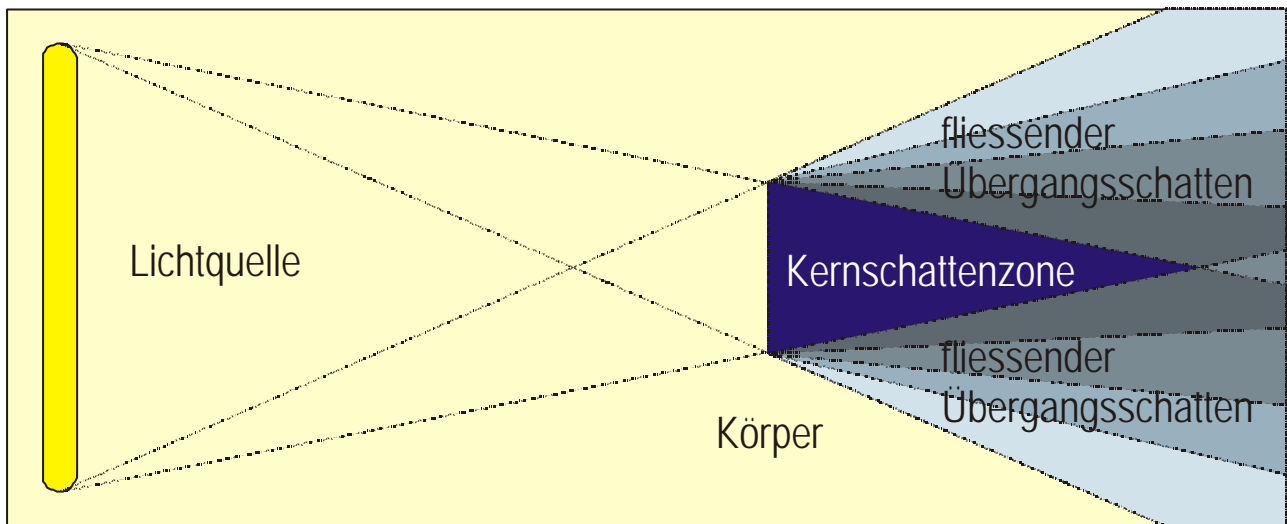 fliessender
Übergangsschatten
Lichtquelle
Kernschattenzone
fliessender
Übergangsschatten
Körper